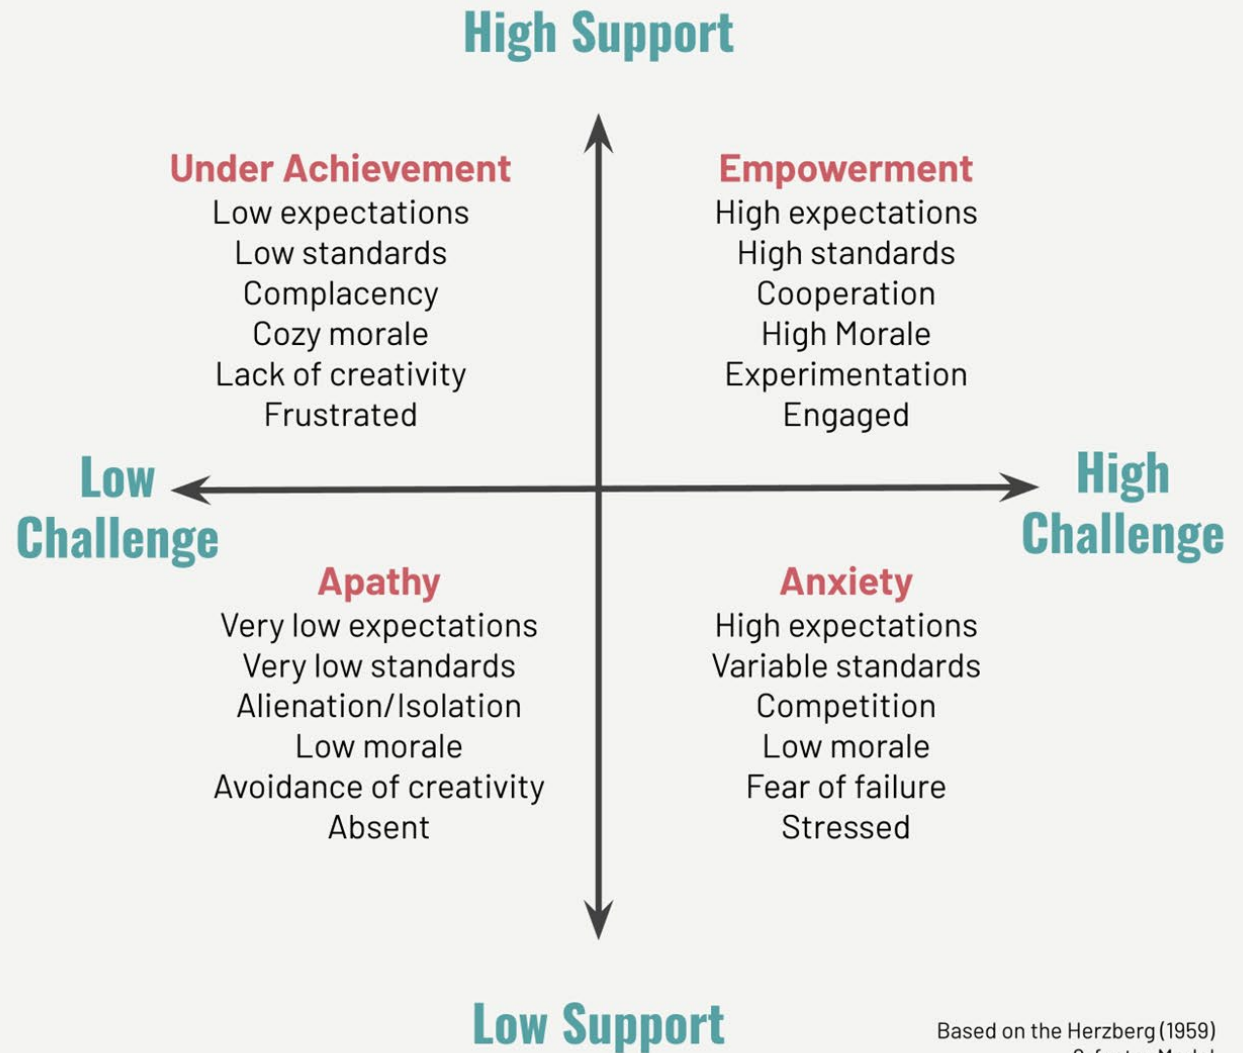 High Support
Under Achievement
Low expectations
Low standards
Complacency
Cozy morale
Lack of creativity
Frustrated
Empowerment
High expectations
High standards
Cooperation
High Morale
Experimentation
Engaged
Low
Challenge
High
Challenge
Apathy
Very low expectations
Very low standards
Alienation/Isolation
Low morale
Avoidance of creativity
Absent
Anxiety
High expectations
Variable standards
Competition
Low morale
Fear of failure
Stressed
Low Support
Based on the Herzberg (1959)